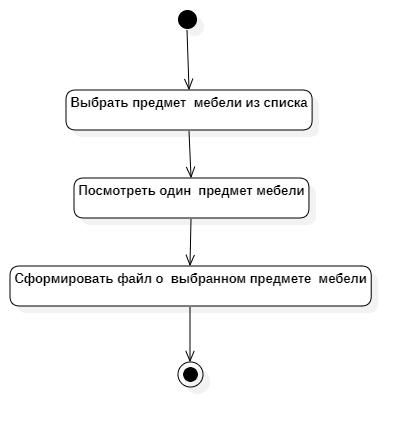 Выбрать предмет мебели из списка
Посмотреть один предмет мебели
Сформировать файл о выбранном предмете мебели